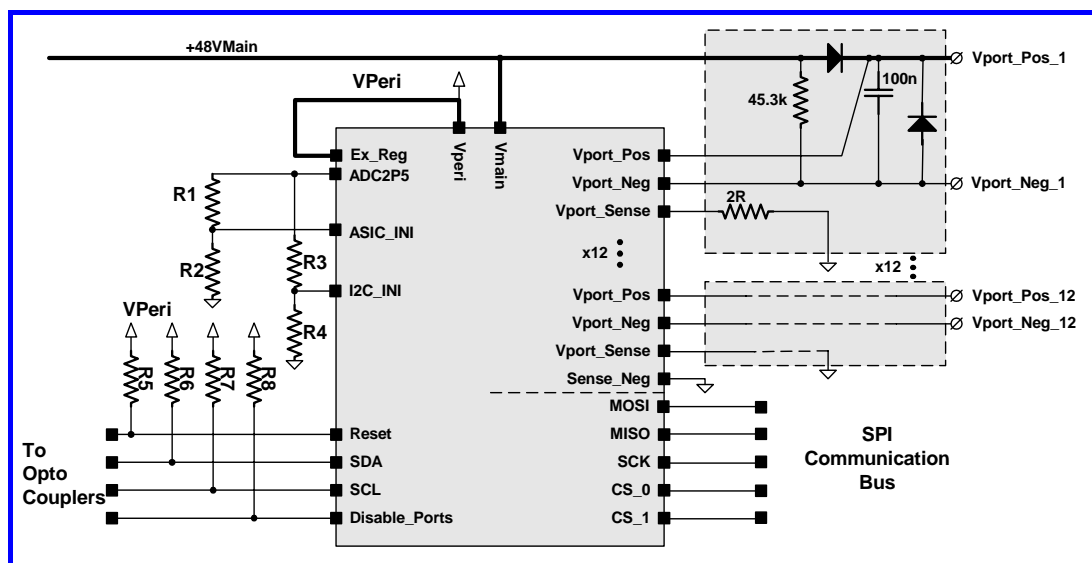 +48VMain
Vport_Pos_1
VPeri
100n
45.3k
Vperi
Vmain
Ex_Reg
Vport_Pos
ADC2P5
Vport_Neg
Vport_Neg_1
R1
2R
Vport_Sense
ASIC_INI
R2
R3
x12
x12
I2C_INI
Vport_Pos
Vport_Pos_12
VPeri
R4
Vport_Neg
Vport_Neg_12
Vport_Sense
R5
R6
R7
R8
Sense_Neg
MOSI
To
Opto
Couplers
Reset
MISO
SPI
Communication
Bus
SDA
SCK
SCL
CS_0
Disable_Ports
CS_1